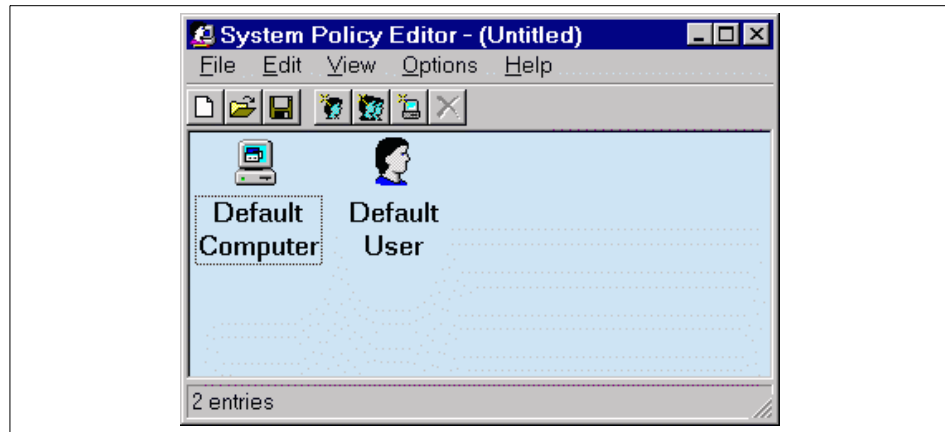 System Policy Editor - (Untitled)
File Edit View Options Help
Default Computer
Default User
2 entries